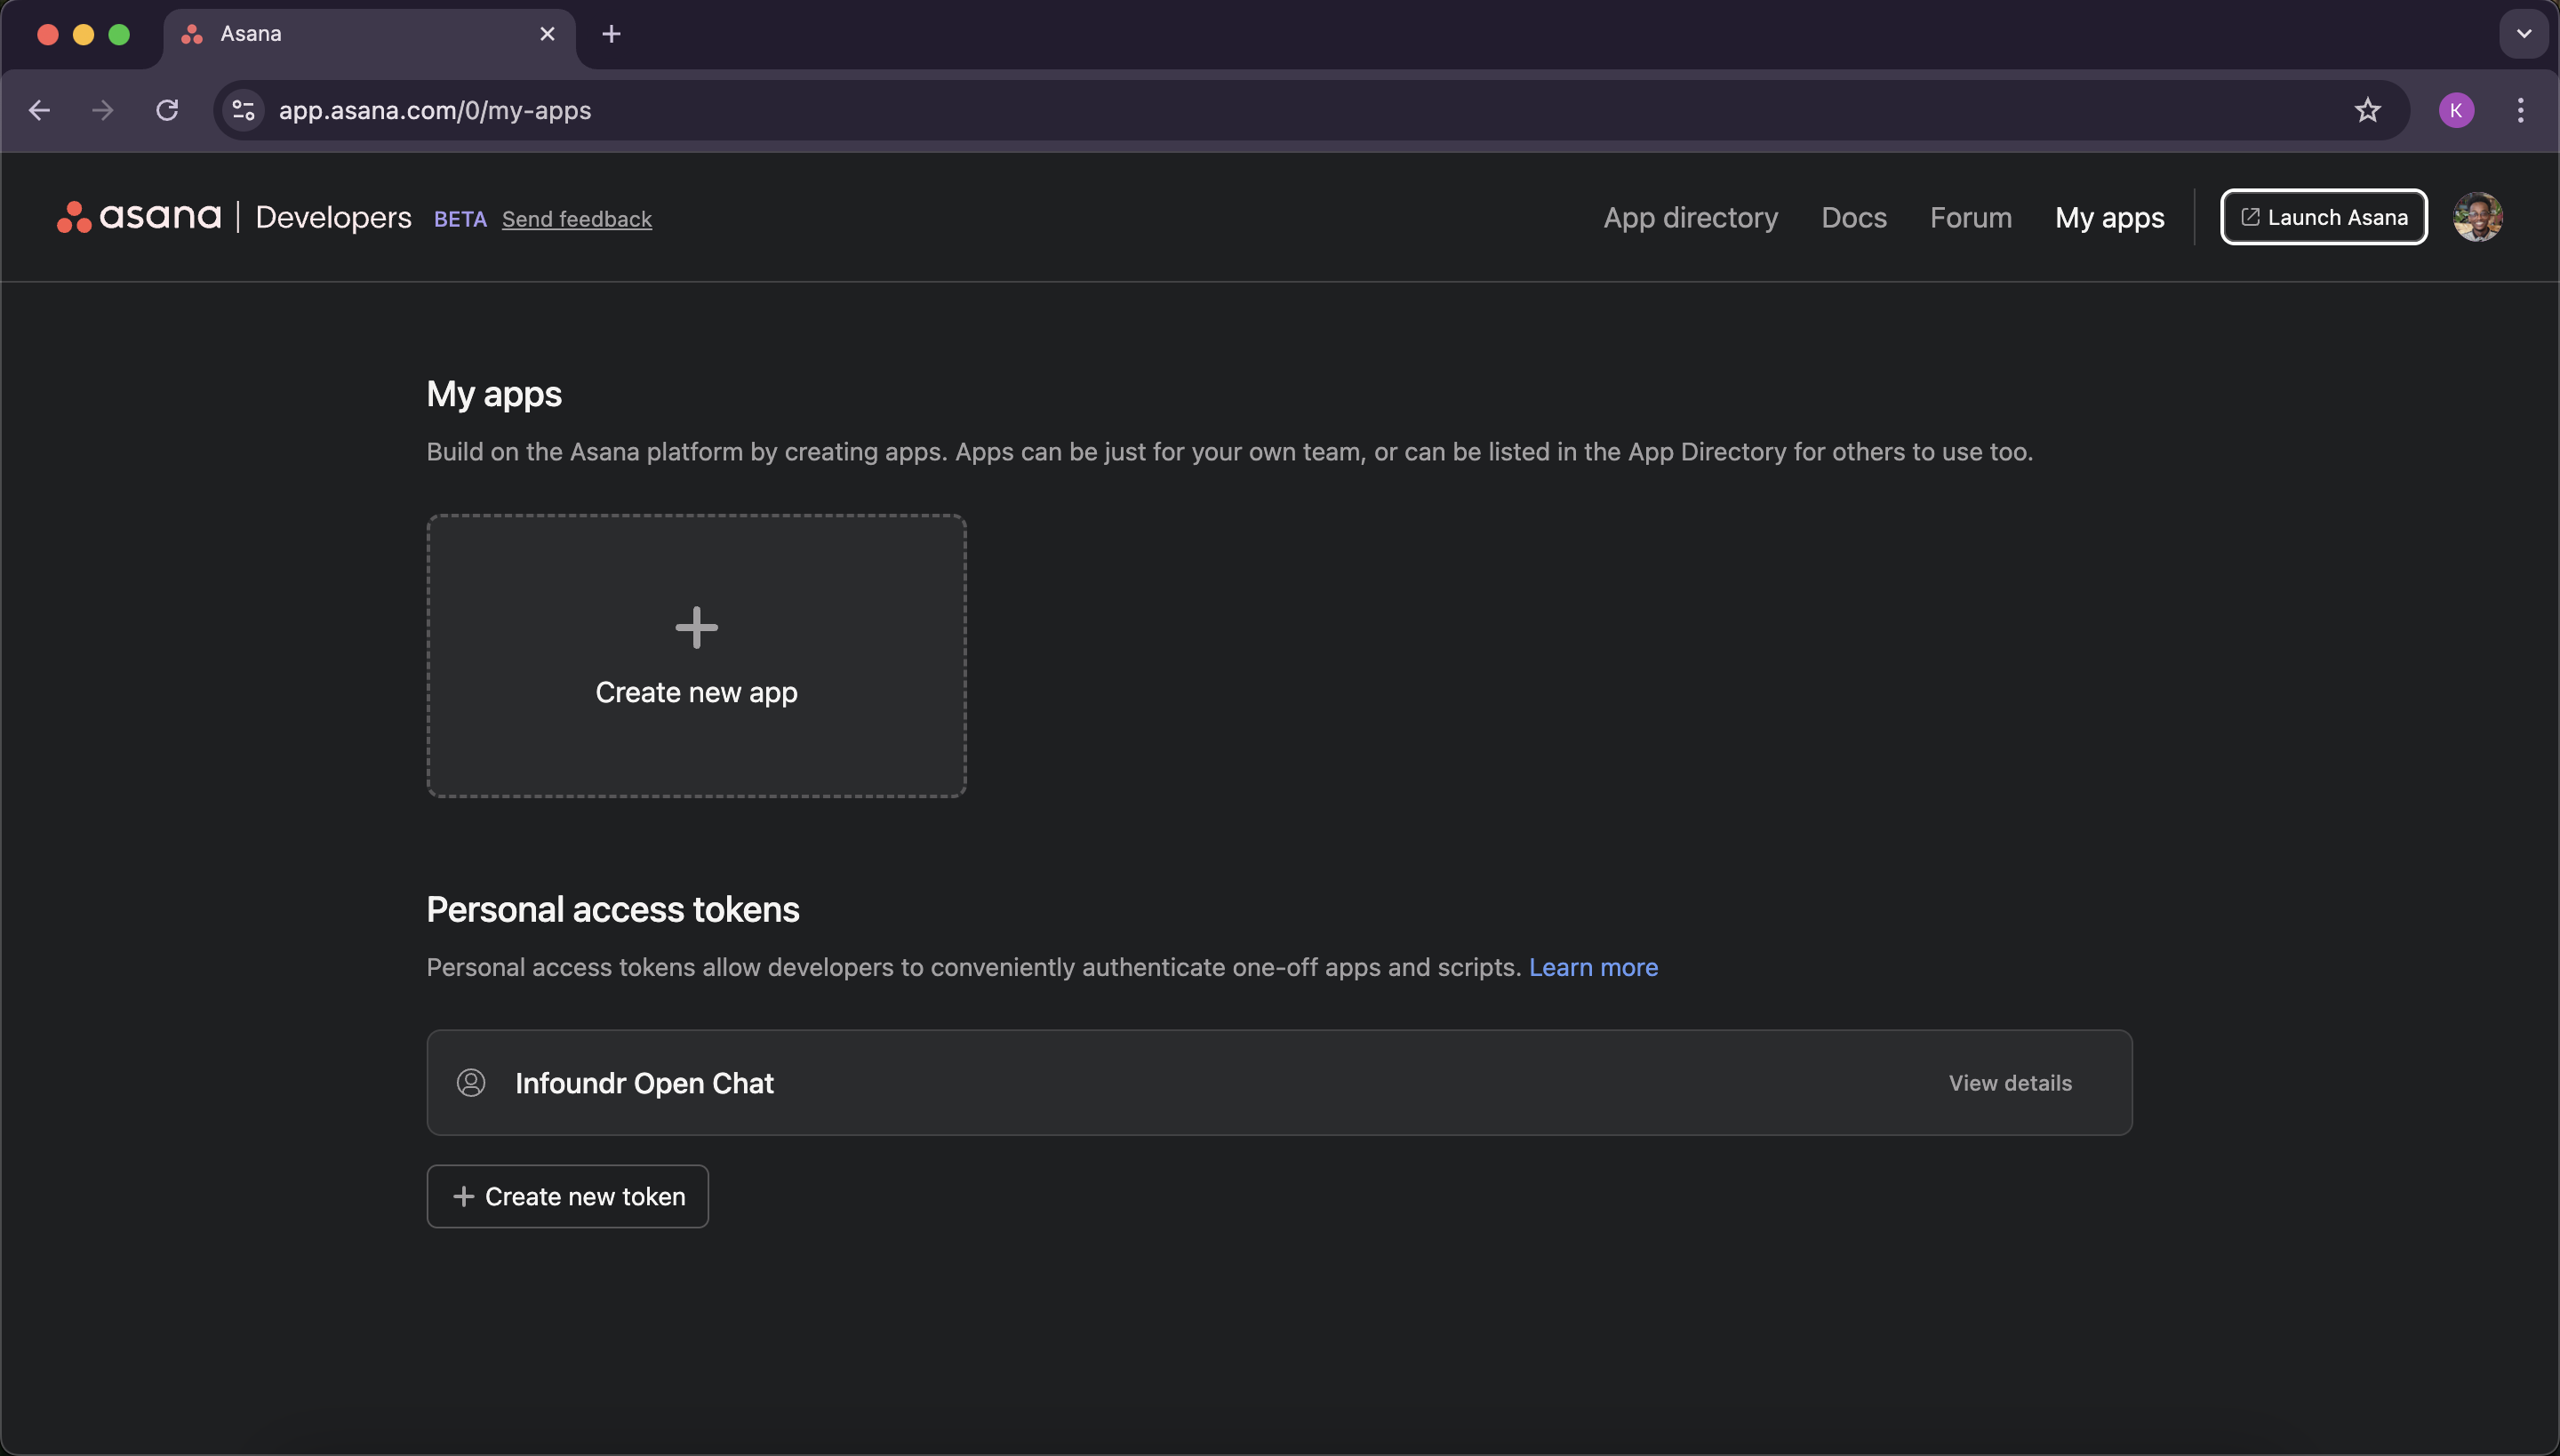 Asana
app.asana.com/0/my-apps
K
asana | Developers BETA Send feedback
App directory Docs Forum My apps Launch Asana
My apps
Build on the Asana platform by creating apps. Apps can be just for your own team, or can be listed in the App Directory for others to use too.
Create new app
Personal access tokens
Personal access tokens allow developers to conveniently authenticate one-off apps and scripts. Learn more
Infoundr Open Chat
View details
Create new token